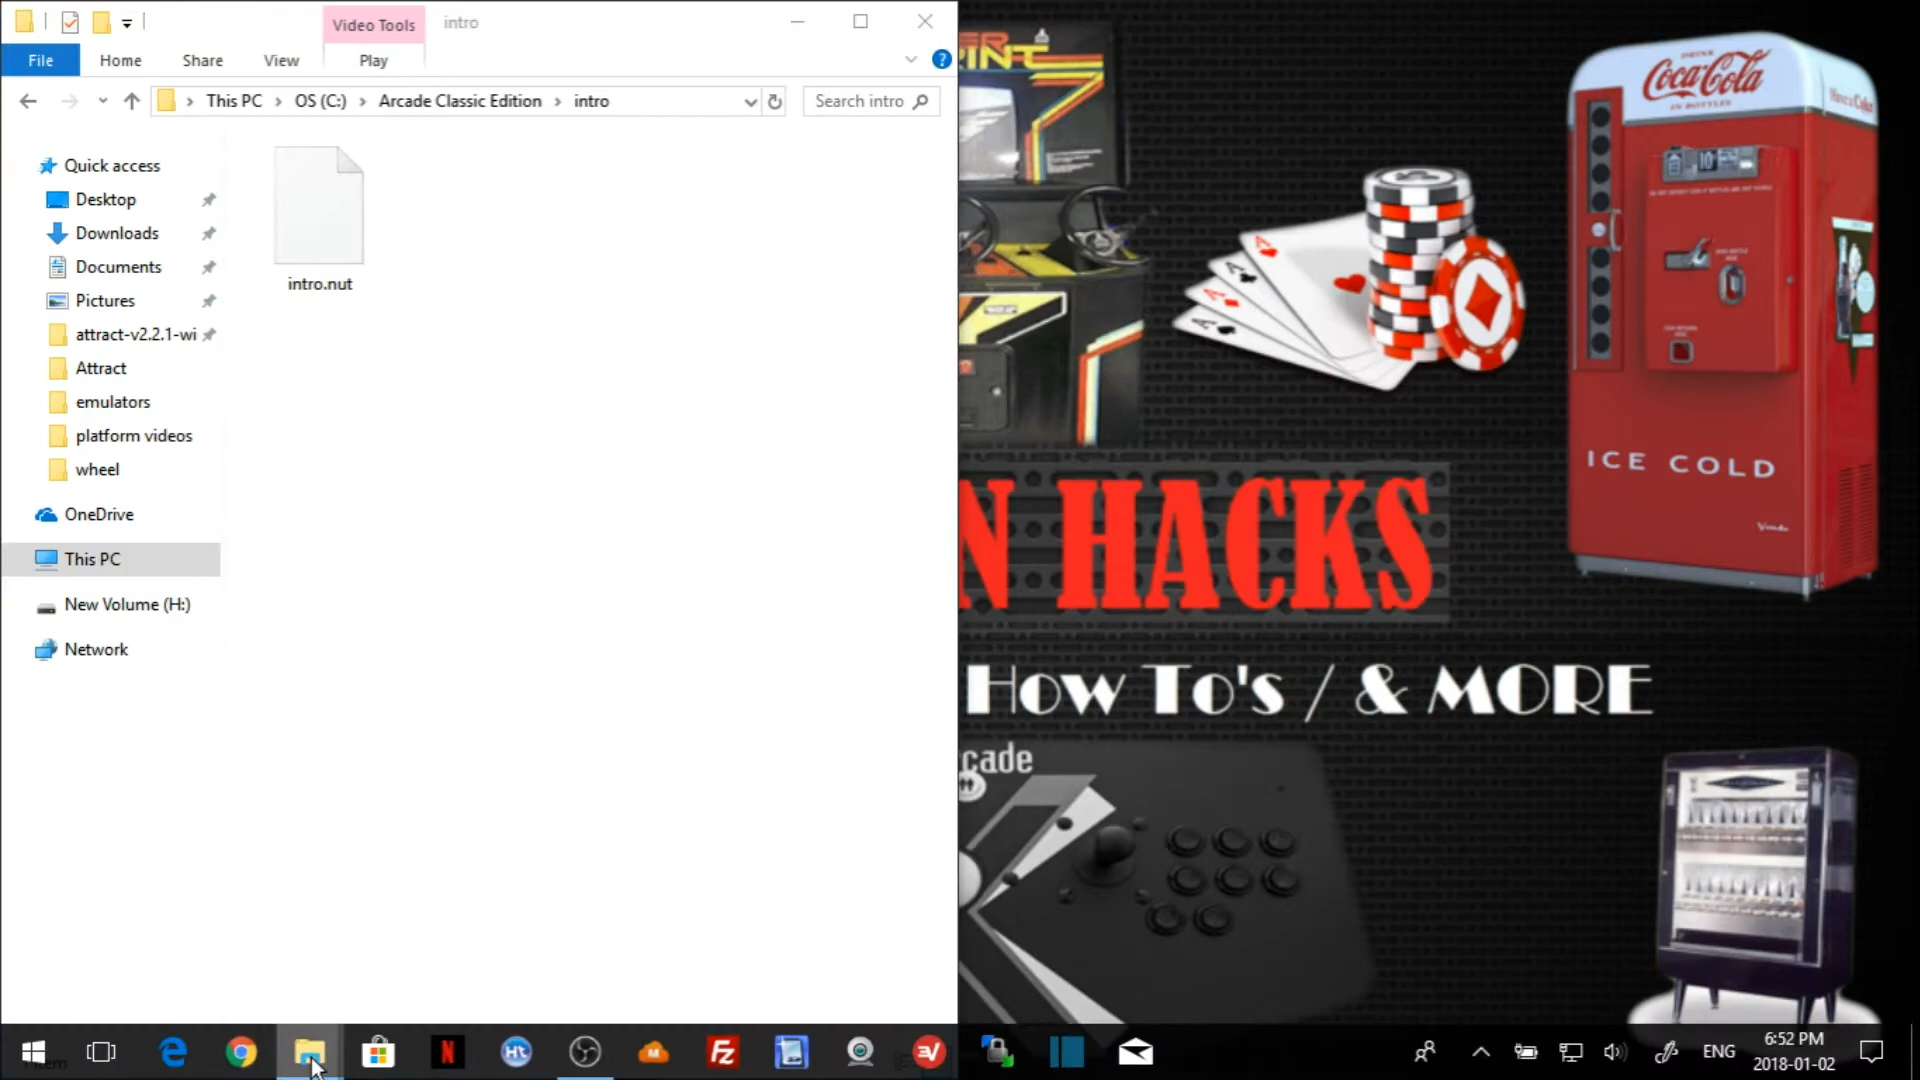 Video Tools
intro
File
Home
Share
View
Play
This PC
OS (C:)
Arcade Classic Edition
intro
Search intro
Quick access
Desktop
Downloads
Documents
Pictures
attract-v2.2.1-wi
Attract
emulators
platform videos
wheel
OneDrive
This PC
New Volume (H:)
Network
intro.nut
DRINK
Coca-Cola
IN BOTTLES
ICE COLD
N HACKS
How To's / & MORE
cade
ENG
6:52 PM
2018-01-02